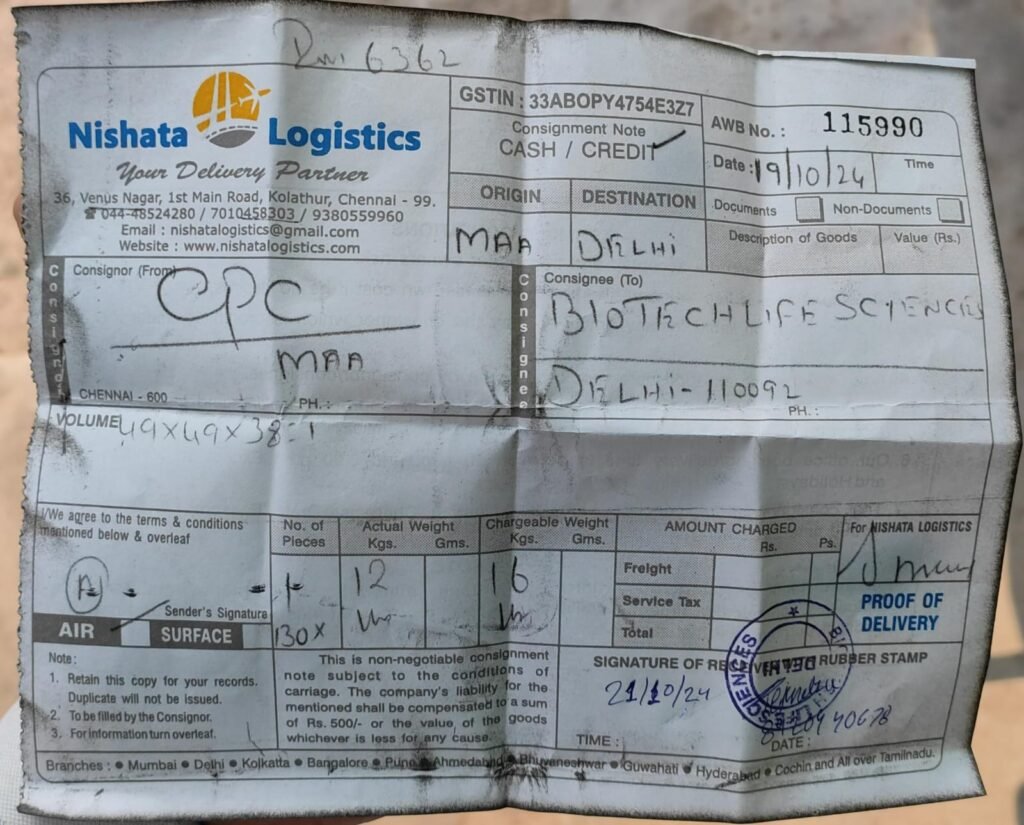 6362
Nishata Logistics
Your Delivery Partner
36, Venus Nagar, 1st Main Road, Kolathur, Chennai - 99.
☎ 044-48524280 / 7010458303 / 9380559960
Email : nishatalogistics@gmail.com
Website : www.nishatalogistics.com
GSTIN : 33ABOPY4754E3Z7
Consignment Note
CASH / CREDIT
AWB No. : 115990
Date : 19/10/24 Time
ORIGIN DESTINATION
MAA DELHI
Documents Non-Documents
Description of Goods Value (Rs.)
Consignor
Consignor (From)
CPC
MAA
CHENNAI - 600 PH. :
Consignee
Consignee (To)
BIOTECH LIFE SCIENCES
DELHI-110092
PH. :
VOLUME 49X49X38=1
I/We agree to the terms & conditions
mentioned below & overleaf
Sender's Signature
AIR SURFACE
No. of Pieces
1
BOX
Actual Weight
Kgs. Gms.
12
Chargeable Weight
Kgs. Gms.
16
AMOUNT CHARGED
Rs. Ps.
Freight
Service Tax
Total
For NISHATA LOGISTICS
PROOF OF
DELIVERY
Note :
1. Retain this copy for your records.
Duplicate will not be issued.
2. To be filled by the Consignor.
3. For information turn overleaf.
This is non-negotiable consignment
note subject to the conditions of
carriage. The company's liability for the
mentioned shall be compensated to a sum
of Rs. 500/- or the value of the goods
whichever is less for any cause.
SIGNATURE OF RECEIVER AND RUBBER STAMP
21/10/24
DELHI
TIME : DATE :
Branches : ● Mumbai ● Delhi ● Kolkatta ● Bangalore ● Pune ● Ahmedabad ● Bhuvaneshwar ● Guwahati ● Hyderabad ● Cochin and All over Tamilnadu.